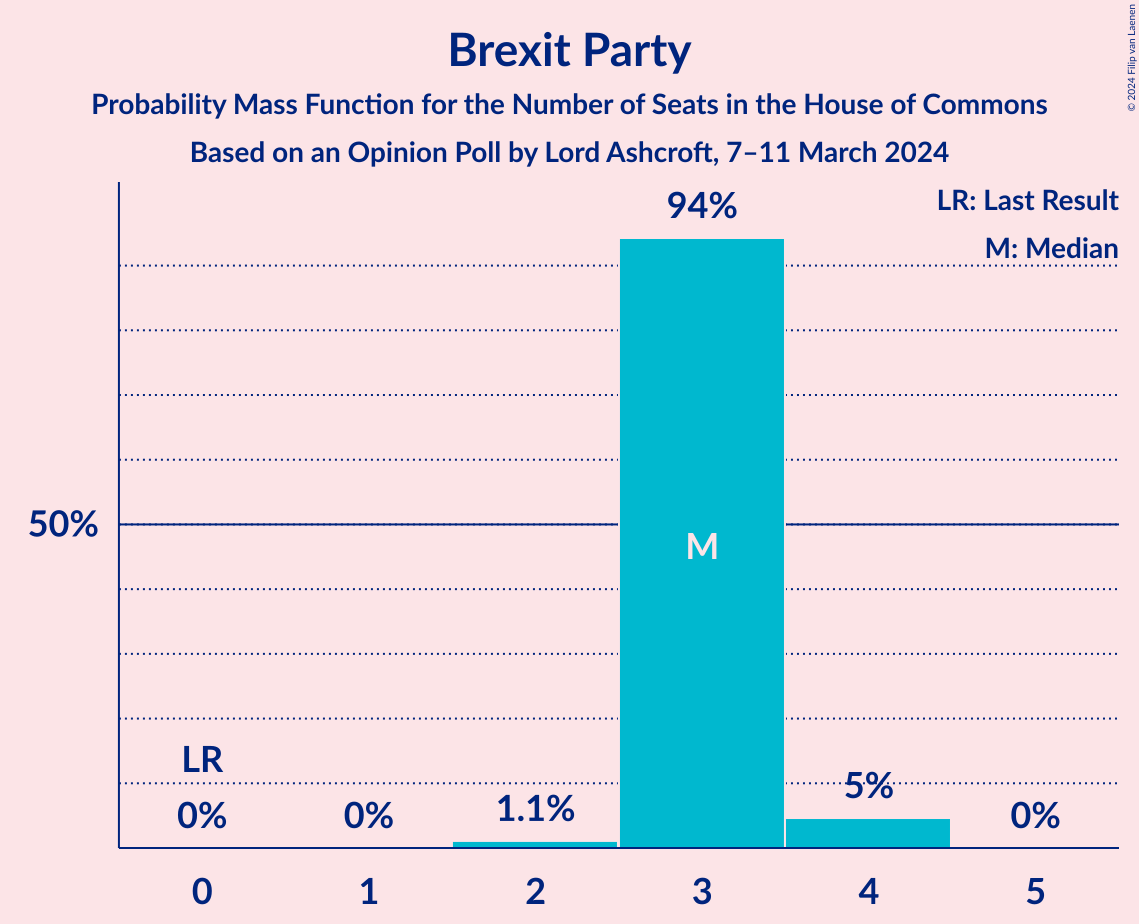 Brexit Party
Probability Mass Function for the Number of Seats in the House of Commons
Based on an Opinion Poll by Lord Ashcroft, 7–11 March 2024
© 2024 Filip van Laenen
LR: Last Result
M: Median
94%
50%
M
LR
0%
0%
1.1%
5%
0%
0
1
2
3
4
5